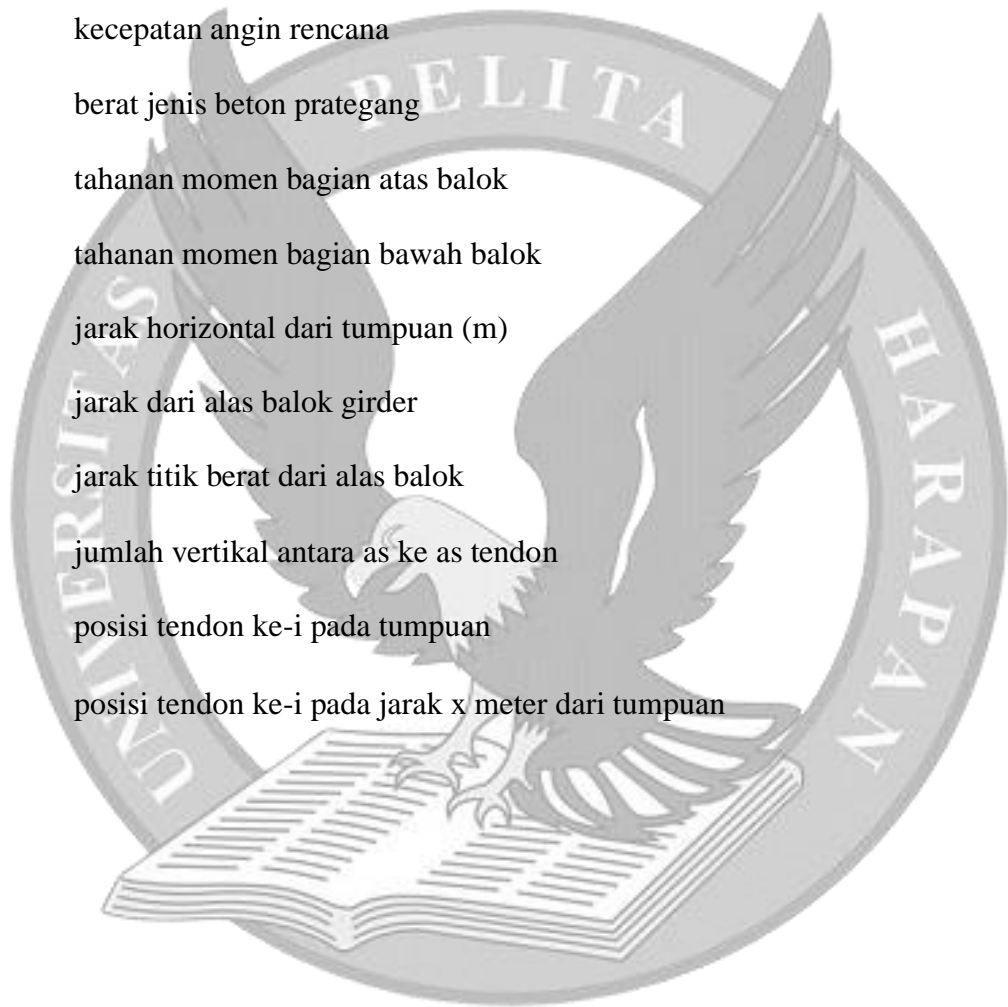 kecepatan angin rencana
berat jenis beton prategang
tahanan momen bagian atas balok
tahanan momen bagian bawah balok
jarak horizontal dari tumpuan (m)
jarak dari alas balok girder
jarak titik berat dari alas balok
jumlah vertikal antara as ke as tendon
posisi tendon ke-i pada tumpuan
posisi tendon ke-i pada jarak x meter dari tumpuan
UNIVERSITAS PELITA HARAPAN